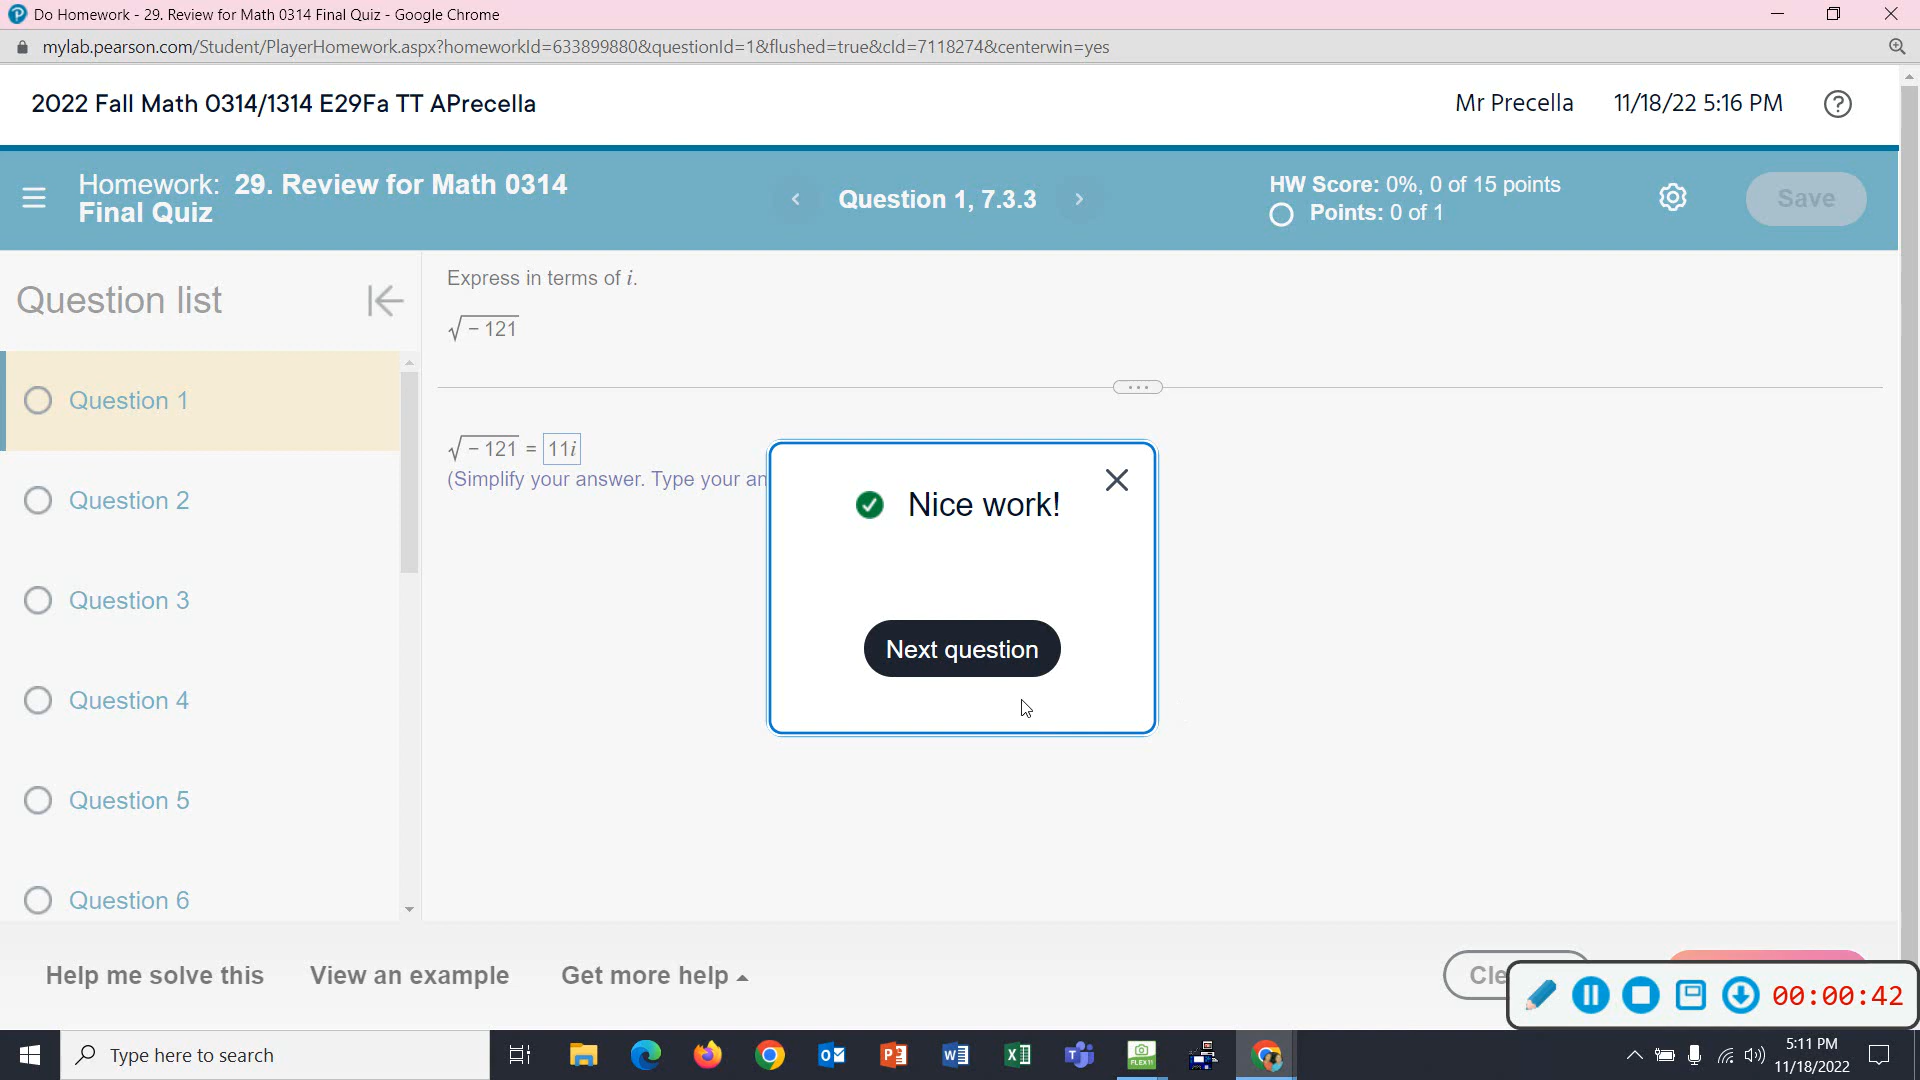 Do Homework - 29. Review for Math 0314 Final Quiz - Google Chrome
mylab.pearson.com/Student/PlayerHomework.aspx?homeworkId=633899880&questionId=1&flushed=true&cId=7118274&centerwin=yes
2022 Fall Math 0314/1314 E29Fa TT APrecella
Mr Precella
11/18/22 5:16 PM
?
Homework: 29. Review for Math 0314
Final Quiz
Question 1, 7.3.3
HW Score: 0%, 0 of 15 points
Points: 0 of 1
Save
Question list
Question 1
Question 2
Question 3
Question 4
Question 5
Question 6
Express in terms of i.
√-121
√-121 = 11i
(Simplify your answer. Type your an
Nice work!
Next question
Help me solve this
View an example
Get more help
Cle
00:00:42
Type here to search
FLEX11
5:11 PM
11/18/2022